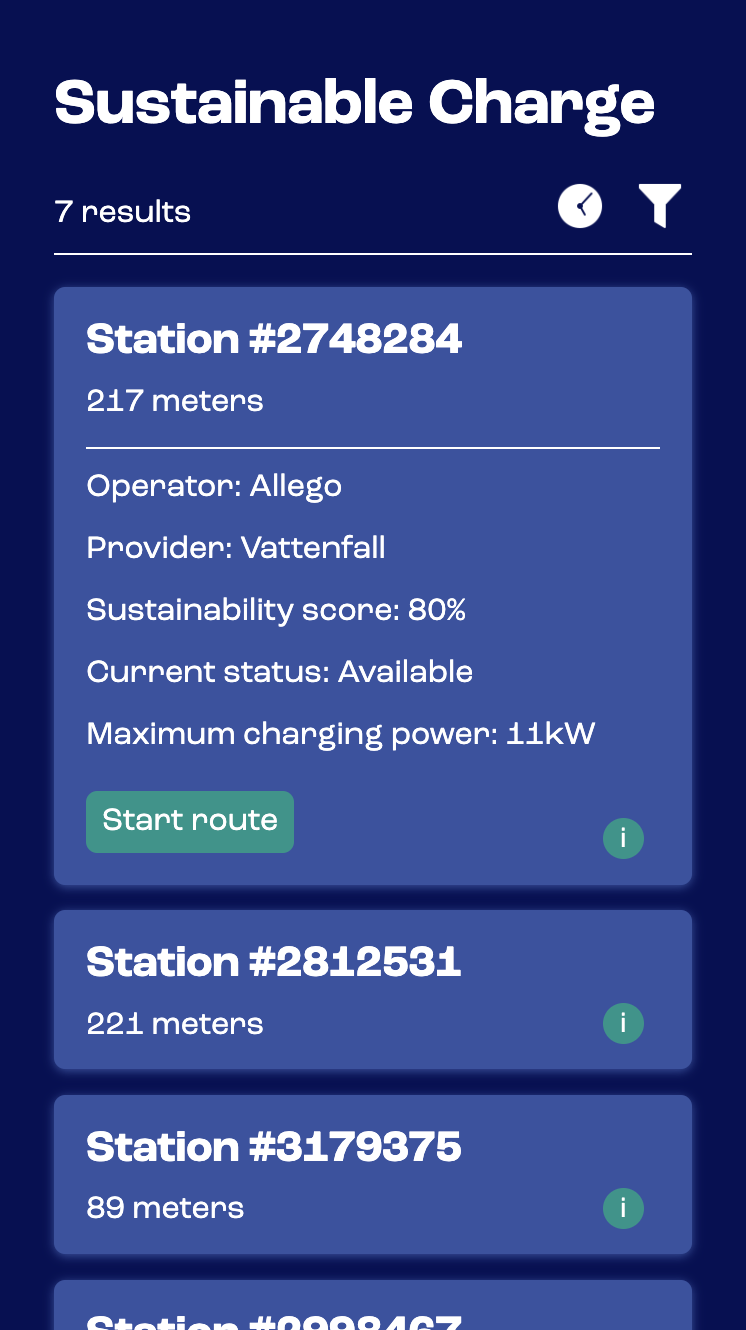 Sustainable Charge
7 results
Station #2748284
217 meters
Operator: Allego
Provider: Vattenfall
Sustainability score: 80%
Current status: Available
Maximum charging power: 11kW
Start route
i
Station #2812531
221 meters
i
Station #3179375
89 meters
i
Station #2998467